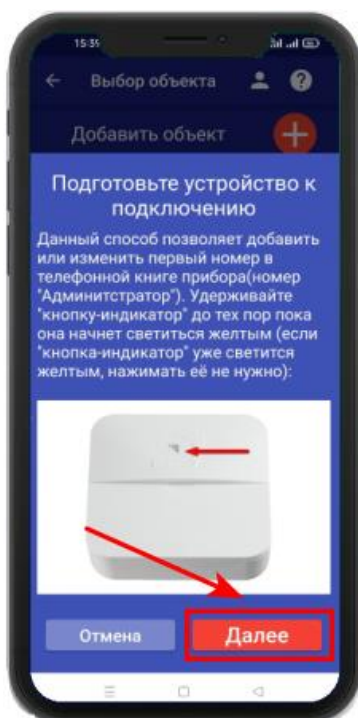 15:39
Выбор объекта
Добавить объект
Подготовьте устройство к
подключению
Данный способ позволяет добавить
или изменить первый номер в
телефонной книге прибора(номер
"Админитстратор"). Удерживайте
"кнопку-индикатор" до тех пор пока
она начнет светиться желтым (если
"кнопка-индикатор" уже светится
желтым, нажимать её не нужно):
Отмена
Далее